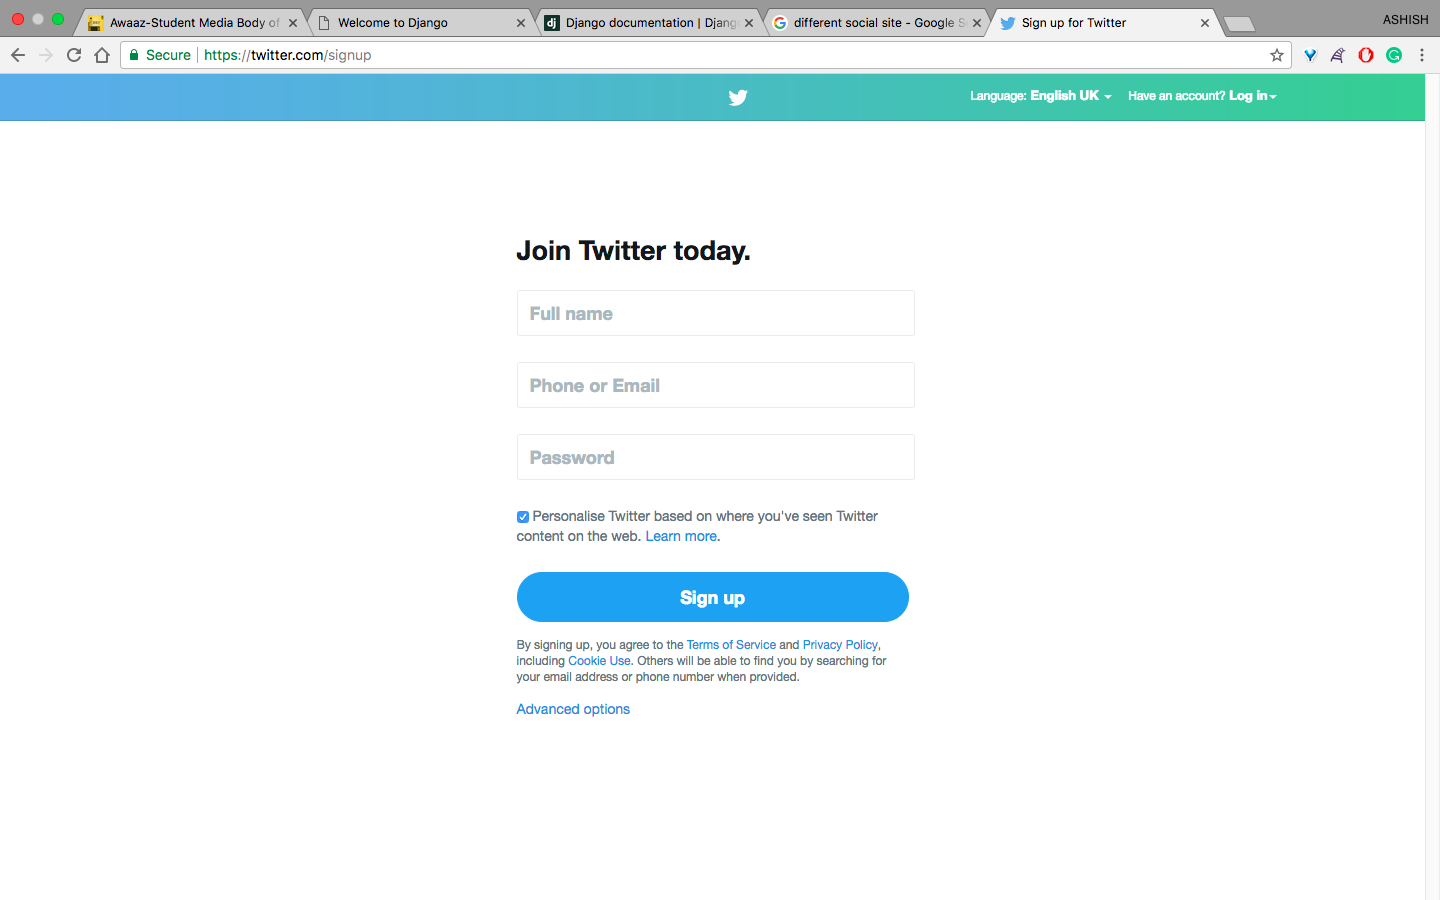 Awaaz-Student Media Body of
Welcome to Django
Django documentation | Djang
different social site - Google S
Sign up for Twitter
ASHISH
Secure
https://twitter.com/signup
Language: English UK
Have an account? Log in
Join Twitter today.
Full name
Phone or Email
Password
Personalise Twitter based on where you've seen Twitter
content on the web. Learn more.
Sign up
By signing up, you agree to the Terms of Service and Privacy Policy,
including Cookie Use. Others will be able to find you by searching for
your email address or phone number when provided.
Advanced options